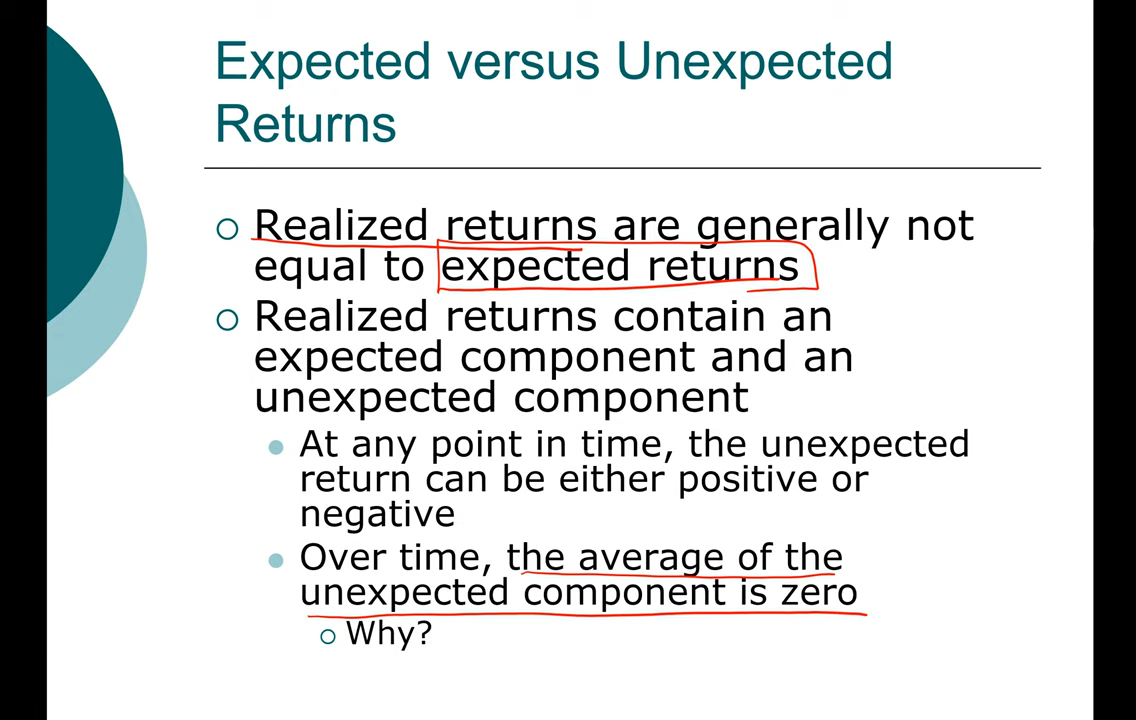 Expected versus Unexpected
Returns
Realized returns are generally not
equal to expected returns
Realized returns contain an
expected component and an
unexpected component
At any point in time, the unexpected
return can be either positive or
negative
Over time, the average of the
unexpected component is zero
Why?